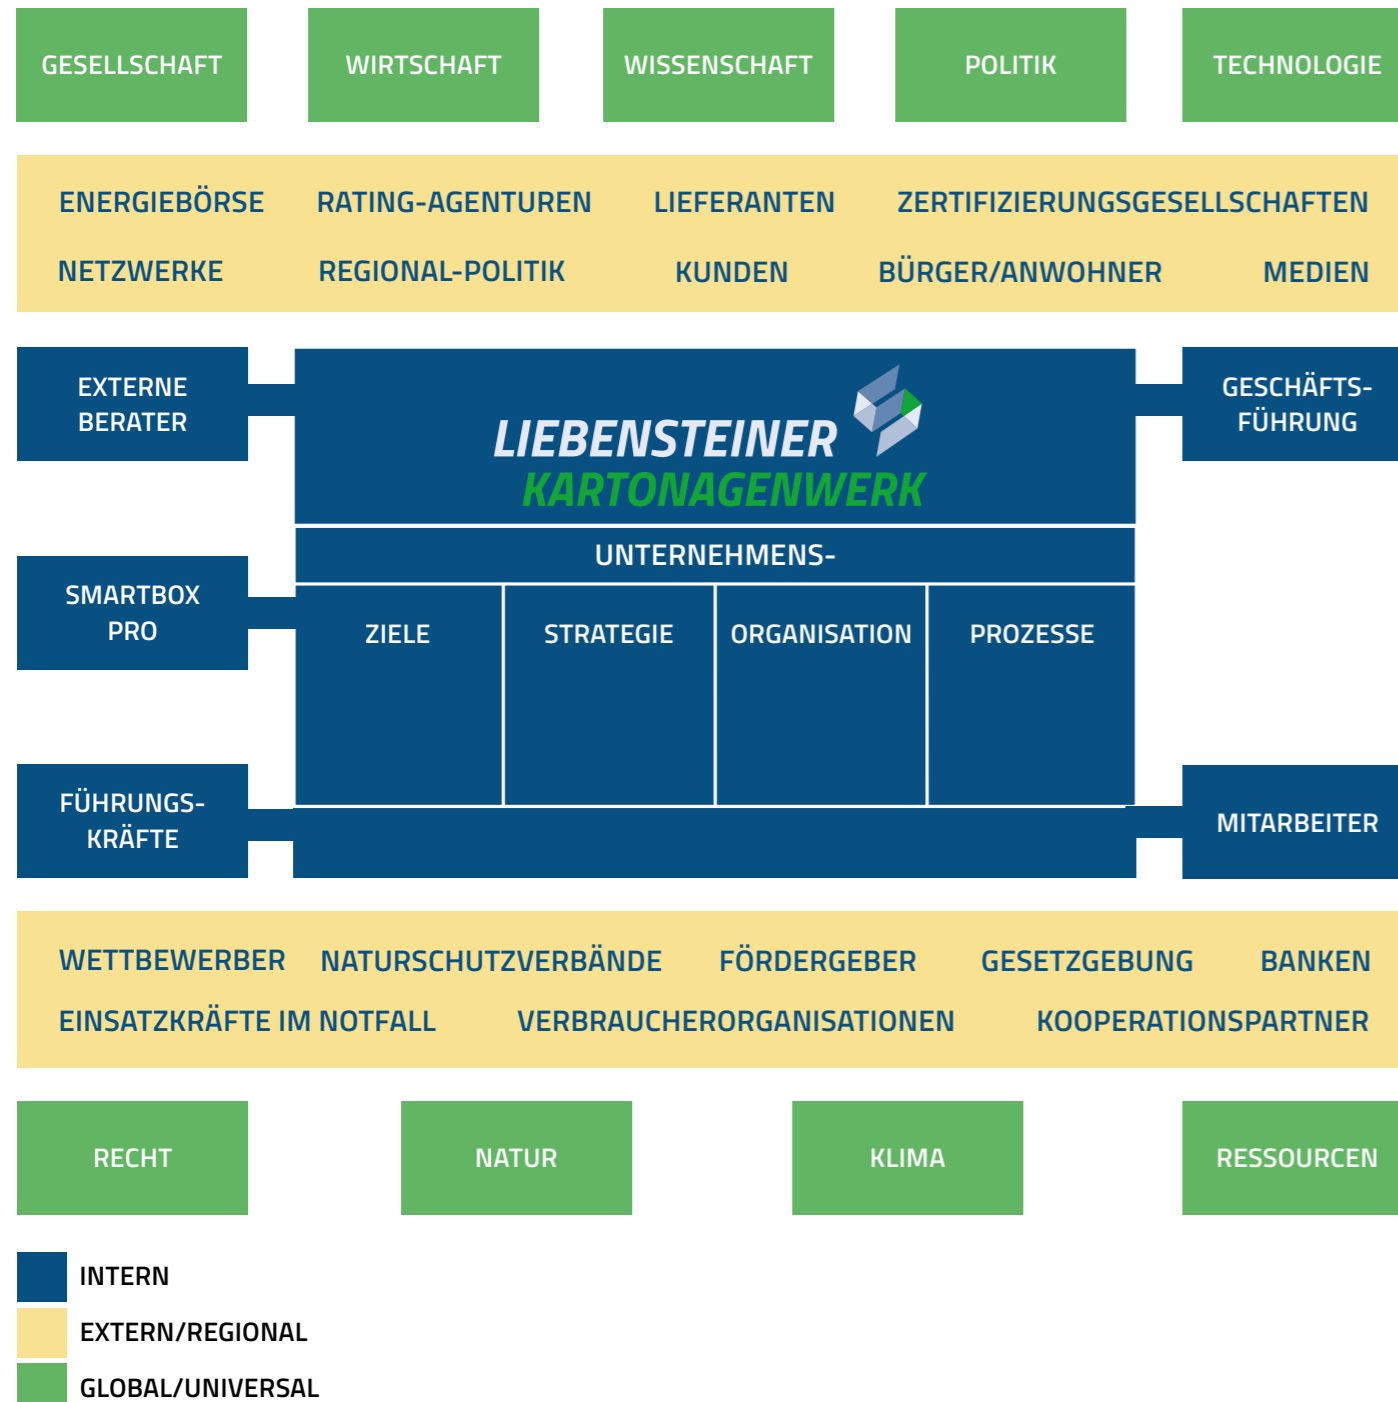 GESELLSCHAFT
WIRTSCHAFT
WISSENSCHAFT
POLITIK
TECHNOLOGIE
ENERGIEBÖRSE RATING-AGENTUREN LIEFERANTEN ZERTIFIZIERUNGSGESELLSCHAFTEN
NETZWERKE REGIONAL-POLITIK KUNDEN BÜRGER/ANWOHNER MEDIEN
EXTERNE
BERATER
LIEBENSTEINER
KARTONAGENWERK
GESCHÄFTS-
FÜHRUNG
UNTERNEHMENS-
SMARTBOX
PRO
ZIELE
STRATEGIE
ORGANISATION
PROZESSE
FÜHRUNGS-
KRÄFTE
MITARBEITER
WETTBEWERBER NATURSCHUTZVERBÄNDE FÖRDERGEBER GESETZGEBUNG BANKEN
EINSATZKRÄFTE IM NOTFALL VERBRAUCHERORGANISATIONEN KOOPERATIONSPARTNER
RECHT
NATUR
KLIMA
RESSOURCEN
INTERN
EXTERN/REGIONAL
GLOBAL/UNIVERSAL